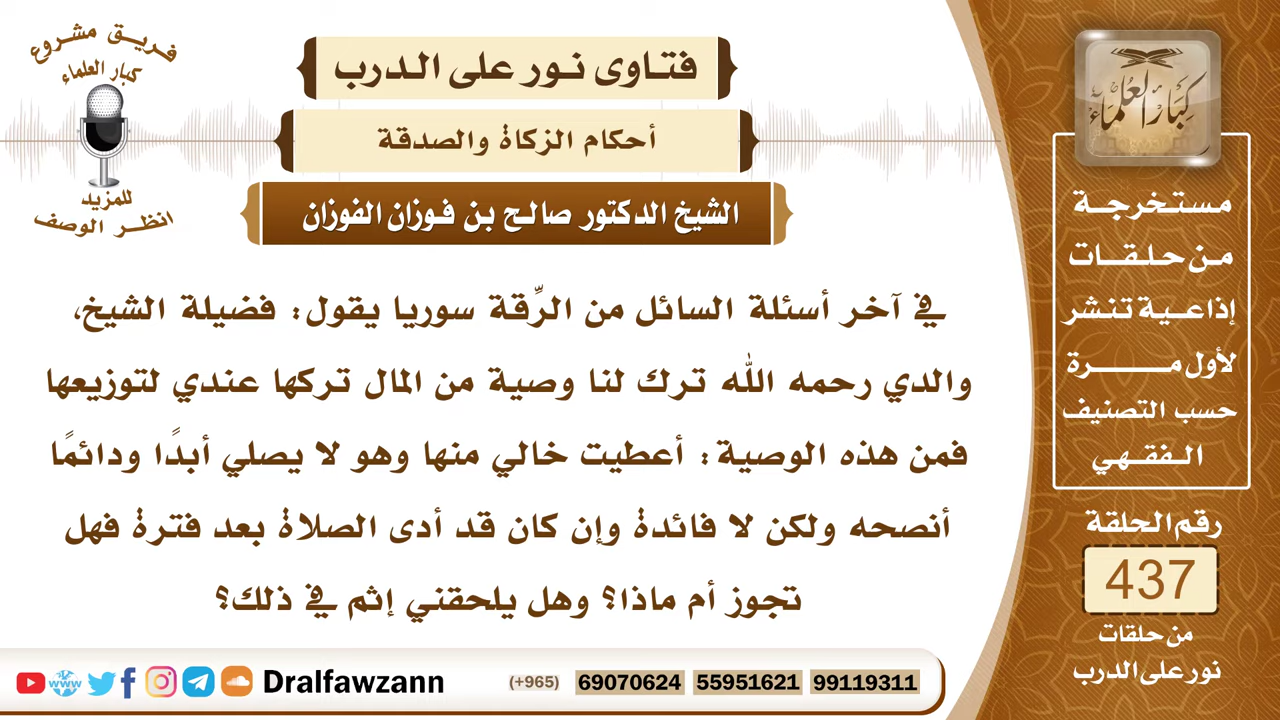 فريق مشروع
كبار العلماء
للمزيد
انظر الوصف
فتاوى نور على الدرب
أحكام الزكاة والصدقة
الشيخ الدكتور صالح بن فوزان الفوزان
في آخر أسئلة السائل من الرِّقة سوريا يقول: فضيلة الشيخ،
والدي رحمه الله ترك لنا وصية من المال تركها عندي لتوزيعها
فمن هذه الوصية: أعطيت خالي منها وهو لا يصلي أبدًا ودائمًا
أنصحه ولكن لا فائدة وإن كان قد أدى الصلاة بعد فترة فهل
تجوز أم ماذا؟ وهل يلحقني إثم في ذلك؟
كبار العلماء
مستخرجة
من حلقات
إذاعية تنشر
لأول مرة
حسب التصنيف
الفقهي
رقم الحلقة
437
من حلقات
نور على الدرب
www
Dralfawzann
(+965) 69070624 55951621 99119311